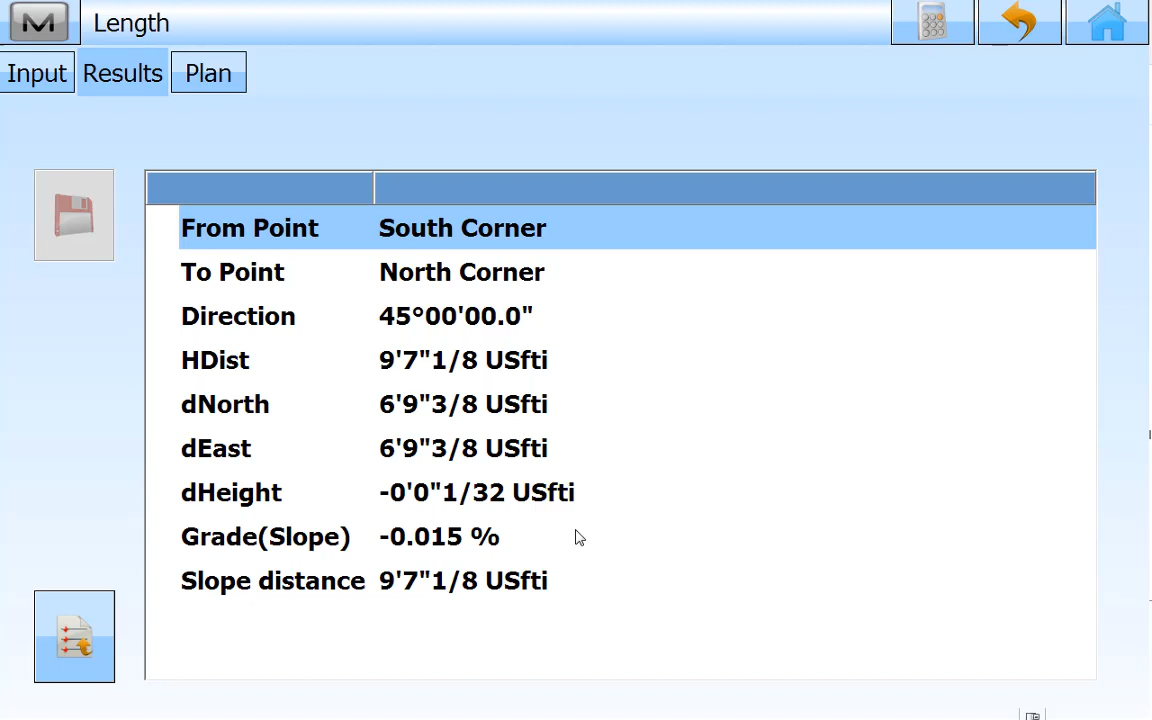 M Length
Input Results Plan
From Point South Corner
To Point North Corner
Direction 45°00'00.0"
HDist 9'7"1/8 USfti
dNorth 6'9"3/8 USfti
dEast 6'9"3/8 USfti
dHeight -0'0"1/32 USfti
Grade(Slope) -0.015 %
Slope distance 9'7"1/8 USfti